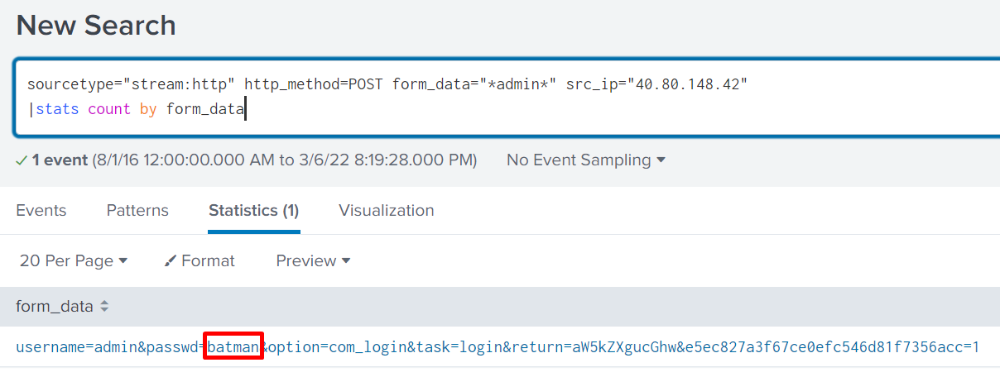 New Search
sourcetype="stream:http" http_method=POST form_data="*admin*" src_ip="40.80.148.42"
|stats count by form_data
✓ 1 event (8/1/16 12:00:00.000 AM to 3/6/22 8:19:28.000 PM) No Event Sampling
Events Patterns Statistics (1) Visualization
20 Per Page Format Preview
form_data
username=admin&passwd=batman&option=com_login&task=login&return=aW5kZXgucGhw&e5ec827a3f67ce0efc546d81f7356acc=1